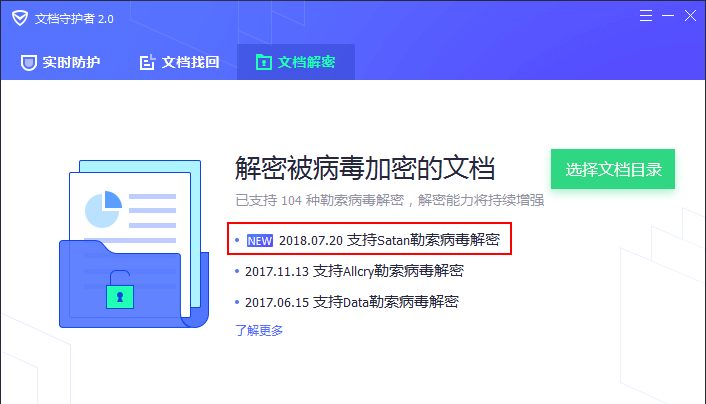 文档守护者 2.0
实时防护 文档找回 文档解密
解密被病毒加密的文档
选择文档目录
已支持 104 种勒索病毒解密，解密能力将持续增强
NEW 2018.07.20 支持Satan勒索病毒解密
2017.11.13 支持Allcry勒索病毒解密
2017.06.15 支持Data勒索病毒解密
了解更多